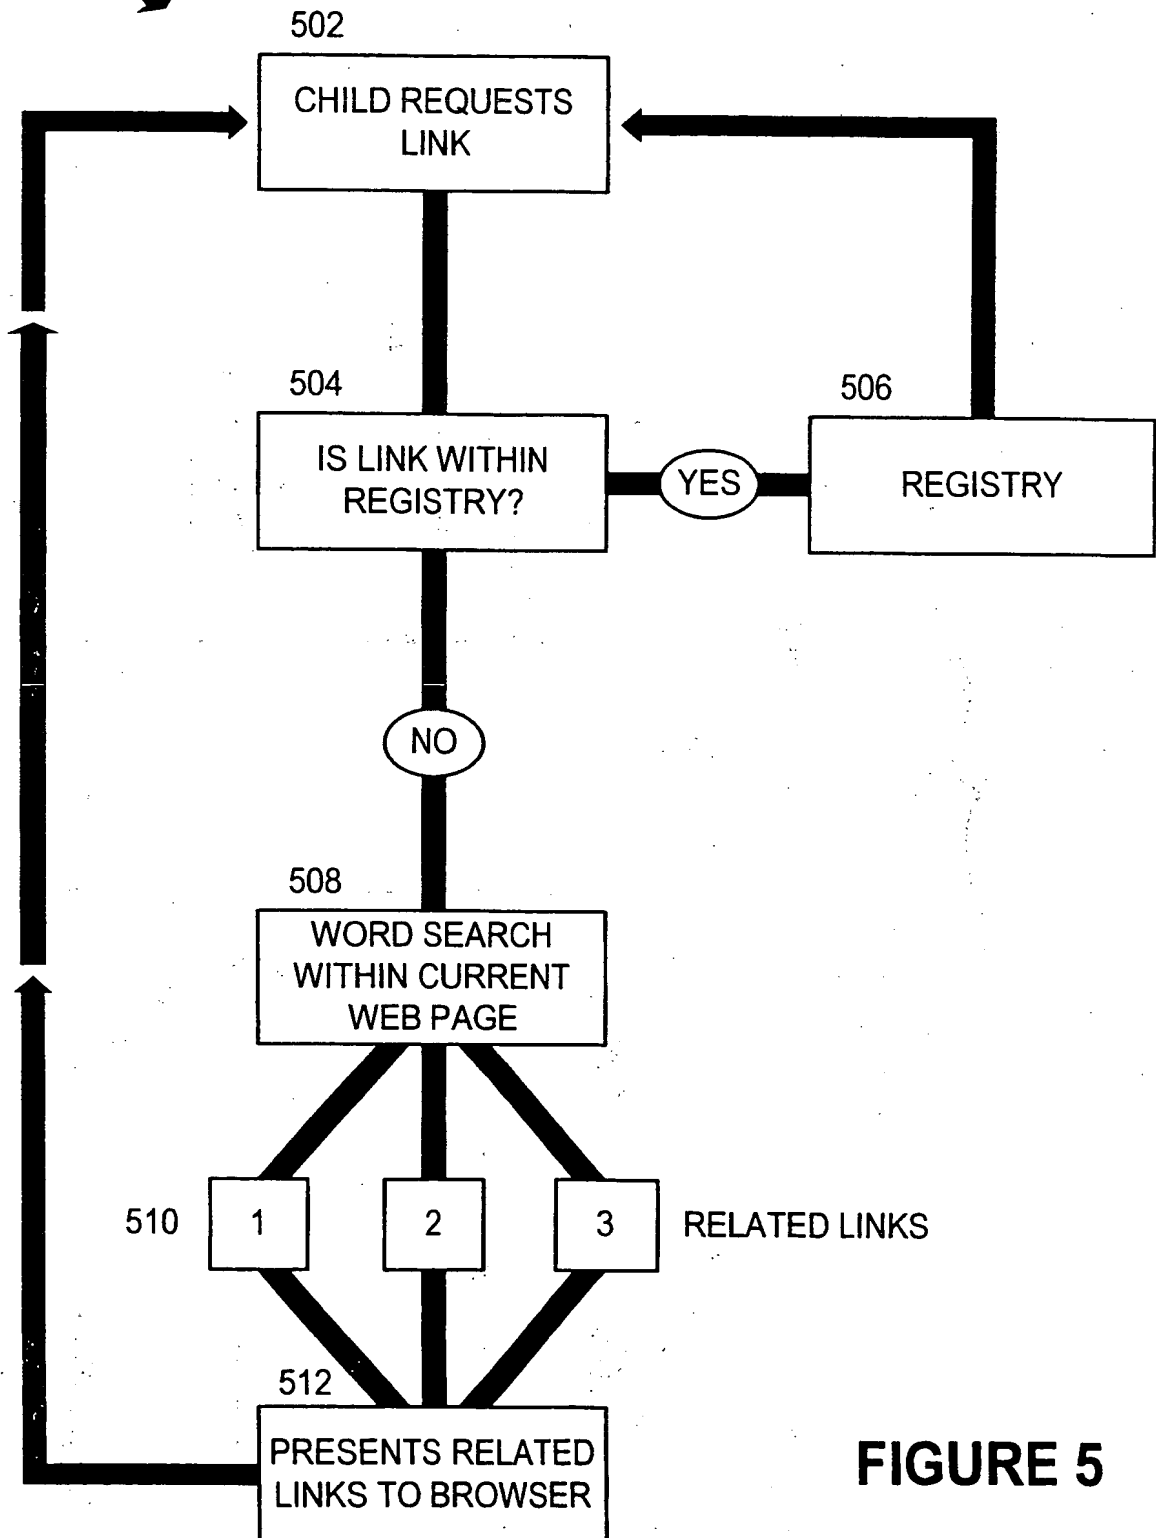 502
CHILD REQUESTS
LINK
504
IS LINK WITHIN
REGISTRY?
YES
506
REGISTRY
NO
508
WORD SEARCH
WITHIN CURRENT
WEB PAGE
510
1
2
3
RELATED LINKS
512
PRESENTS RELATED
LINKS TO BROWSER
FIGURE 5